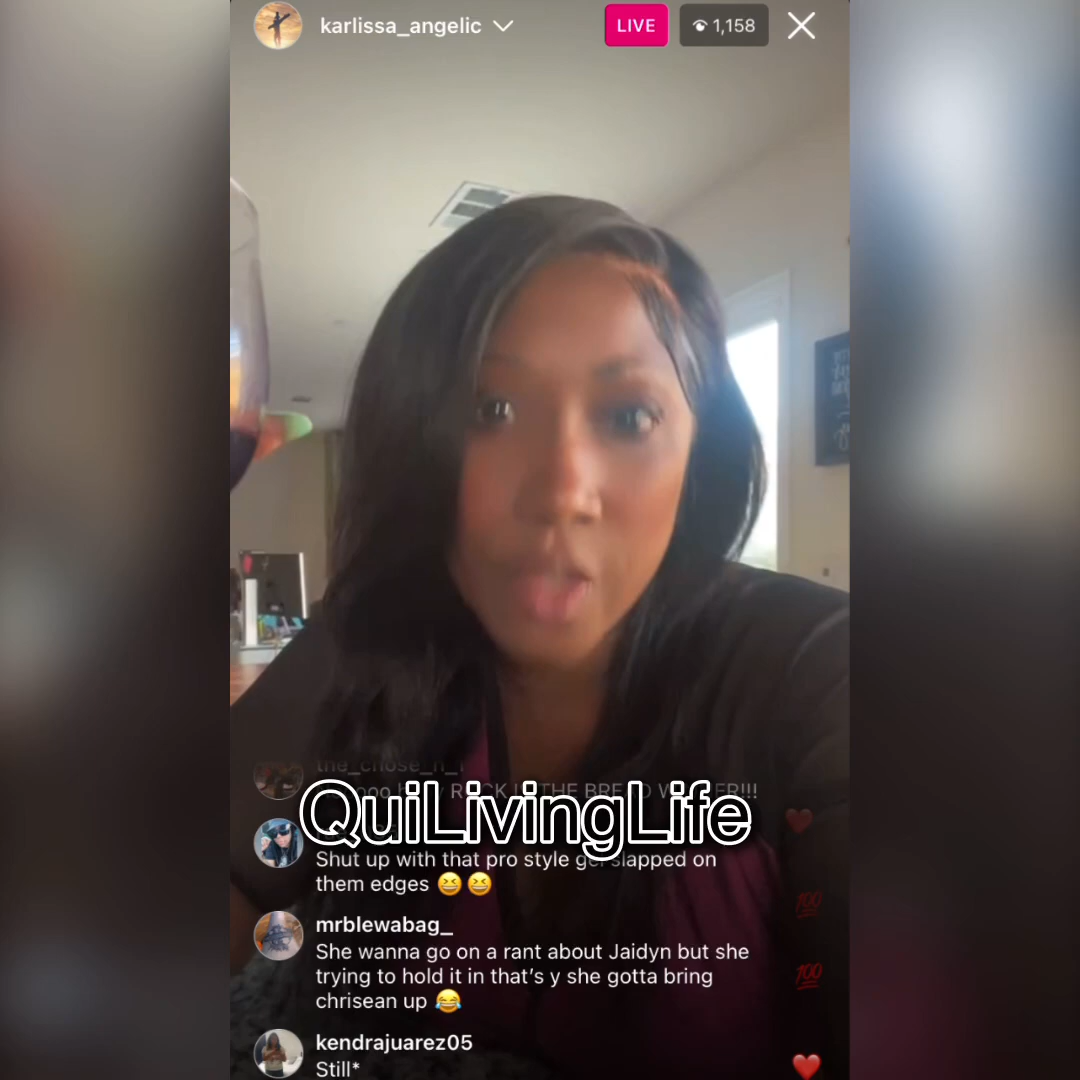 karlissa_angelic
LIVE
1,158
QuiLivingLife
Shut up with that pro style gel slapped on
them edges 😆😆
mrblewabag_
She wanna go on a rant about Jaidyn but she
trying to hold it in that's y she gotta bring
chrisean up 😂
kendrajuarez05
Still*